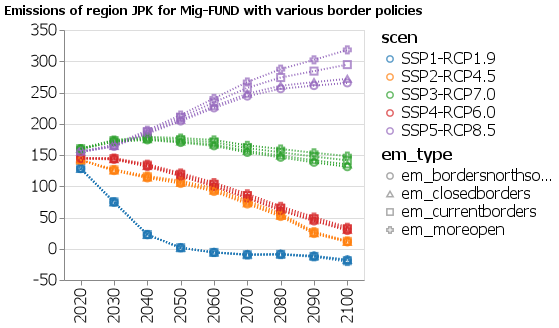 Emissions of region JPK for Mig-FUND with various border policies
350
300
250
200
150
100
50
0
-50
2020
2030
2040
2050
2060
2070
2080
2090
2100
scen
SSP1-RCP1.9
SSP2-RCP4.5
SSP3-RCP7.0
SSP4-RCP6.0
SSP5-RCP8.5
em_type
em_bordersnorthso...
em_closedborders
em_currentborders
em_moreopen